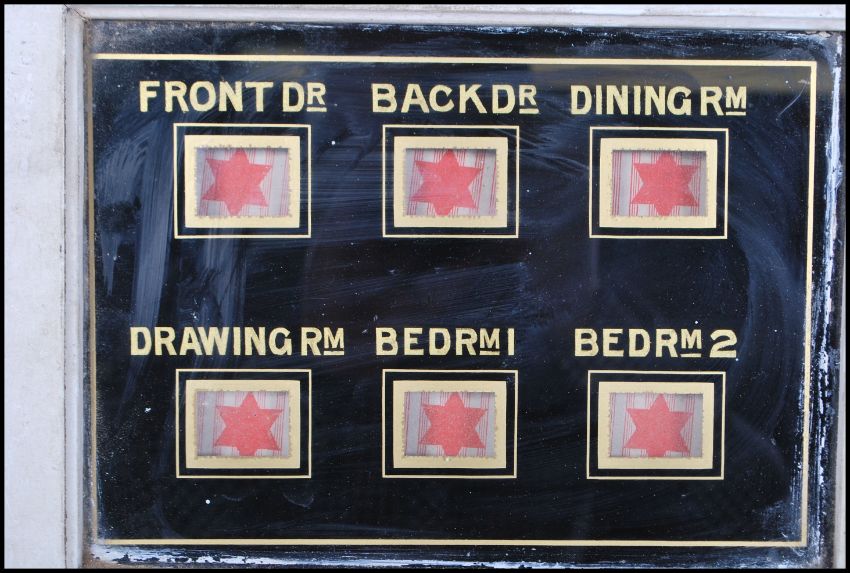 FRONT DR BACK DR DINING RM
DRAWING RM BEDRM 1 BEDRM 2